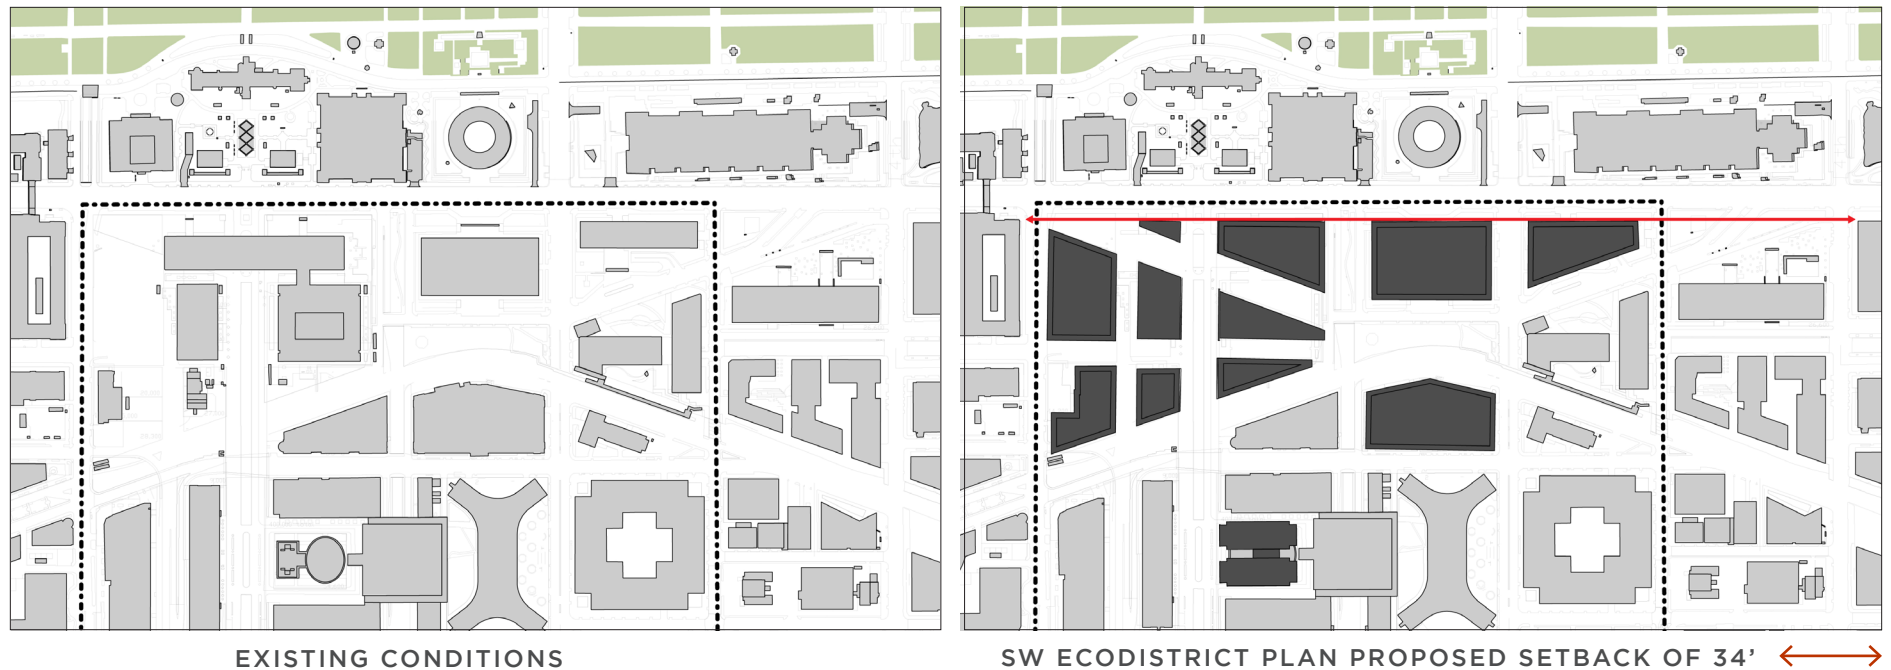 EXISTING CONDITIONS
SW ECODISTRICT PLAN PROPOSED SETBACK OF 34’